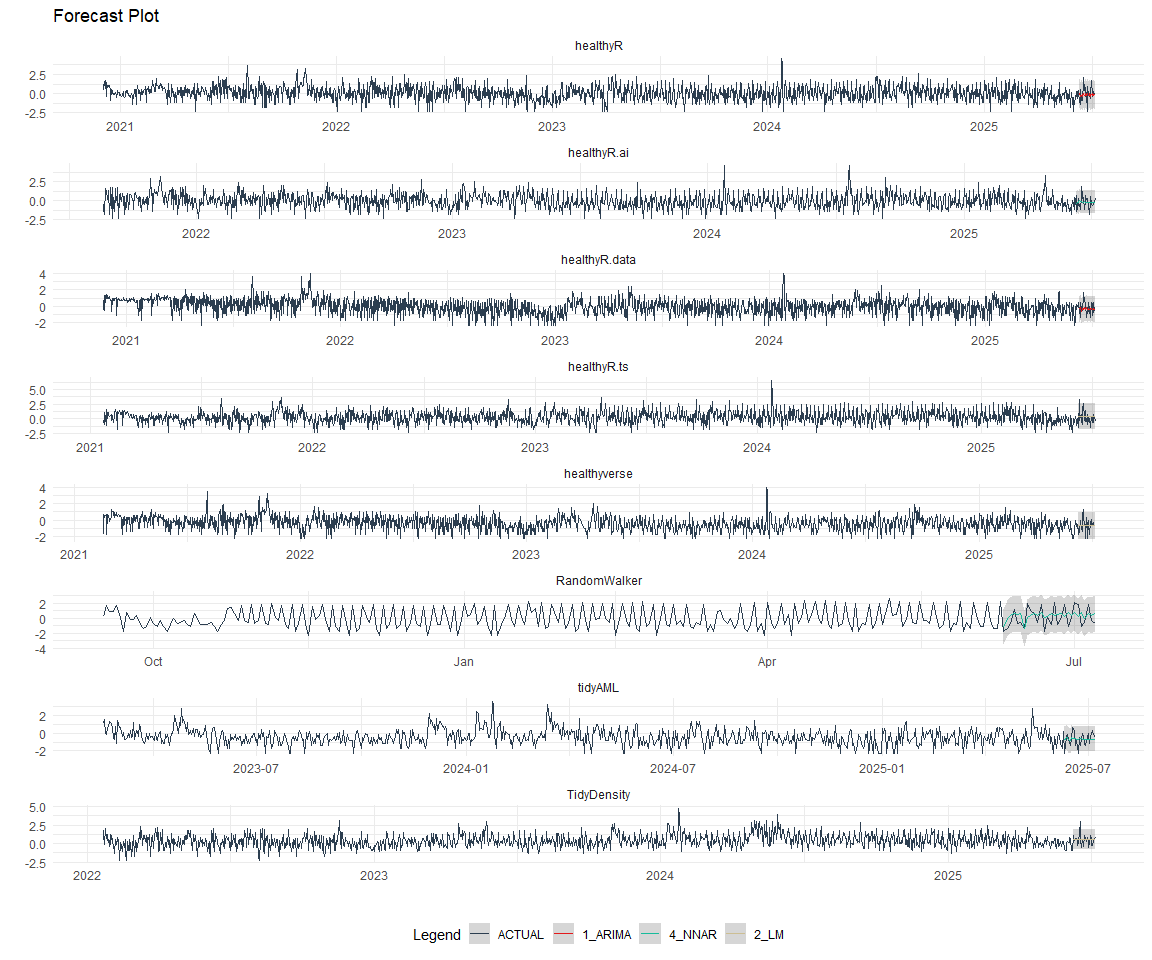 Forecast Plot
healthyR
2.5
0.0
-2.5
2021 2022 2023 2024 2025
healthyR.ai
2.5
0.0
-2.5
2022 2023 2024 2025
healthyR.data
4
2
0
-2
2021 2022 2023 2024 2025
healthyR.ts
5.0
2.5
0.0
-2.5
2021 2022 2023 2024 2025
healthyverse
4
2
0
-2
2021 2022 2023 2024 2025
RandomWalker
2
0
-2
-4
Oct Jan Apr Jul
tidyAML
2
0
-2
2023-07 2024-01 2024-07 2025-01 2025-07
TidyDensity
5.0
2.5
0.0
-2.5
2022 2023 2024 2025
Legend ACTUAL 1_ARIMA 4_NNAR 2_LM